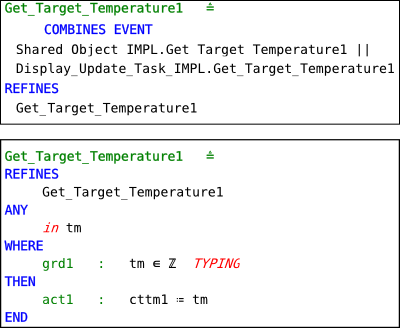 Get_Target_Temperature1 ≙
COMBINES EVENT
Shared Object IMPL.Get Target Temperature1 ||
Display_Update_Task_IMPL.Get_Target_Temperature1
REFINES
Get_Target_Temperature1
Get_Target_Temperature1 ≙
REFINES
Get_Target_Temperature1
ANY
in tm
WHERE
grd1 : tm ∈ ℤ TYPING
THEN
act1 : cttm1 ≔ tm
END